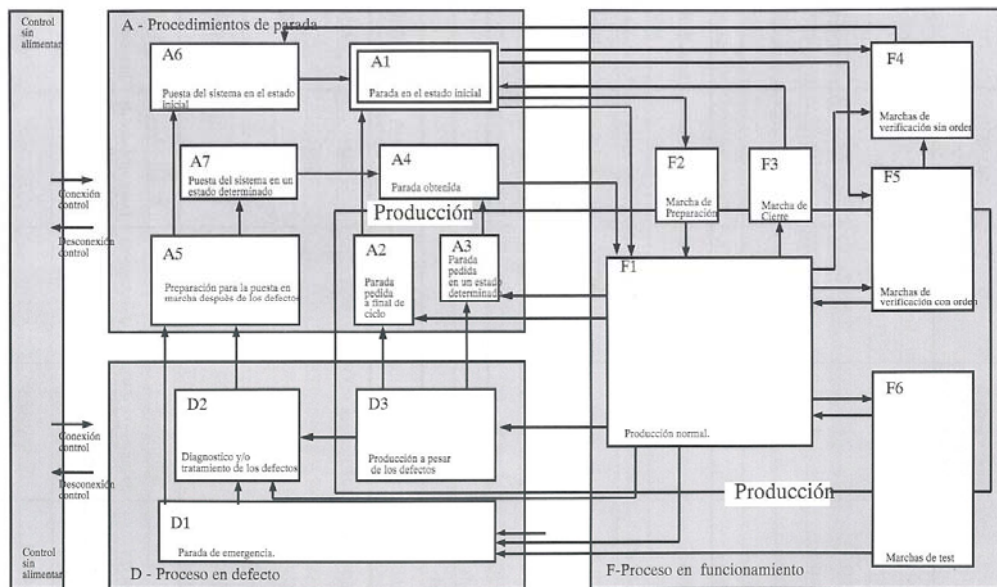 Control
sin
alimentar
Conexión
control
Desconexión
control
Conexión
control
Desconexión
control
Control
sin
alimentar
A - Procedimientos de parada
A6
Puesta del sistema en el estado
inicial
A1
Parada en el estado inicial
A7
Puesta del sistema en un
estado determinado
A4
Parada obtenida
Producción
A5
Preparación para la puesta en
marcha después de los defectos
A2
Parada
pedida
a final de
ciclo
A3
Parada
pedida
en un estado
determinado
D2
Diagnostico y/o
tratamiento de los defectos
D3
Producción a pesar
de los defectos
D1
Parada de emergencia.
D - Proceso en defecto
F4
Marchas de
verificación sin orden
F2
Marcha de
Preparación
F3
Marcha de
Cierre
F5
Marchas de
verificación con orden
F1
Producción normal.
F6
Marchas de test
Producción
F-Proceso en funcionamiento